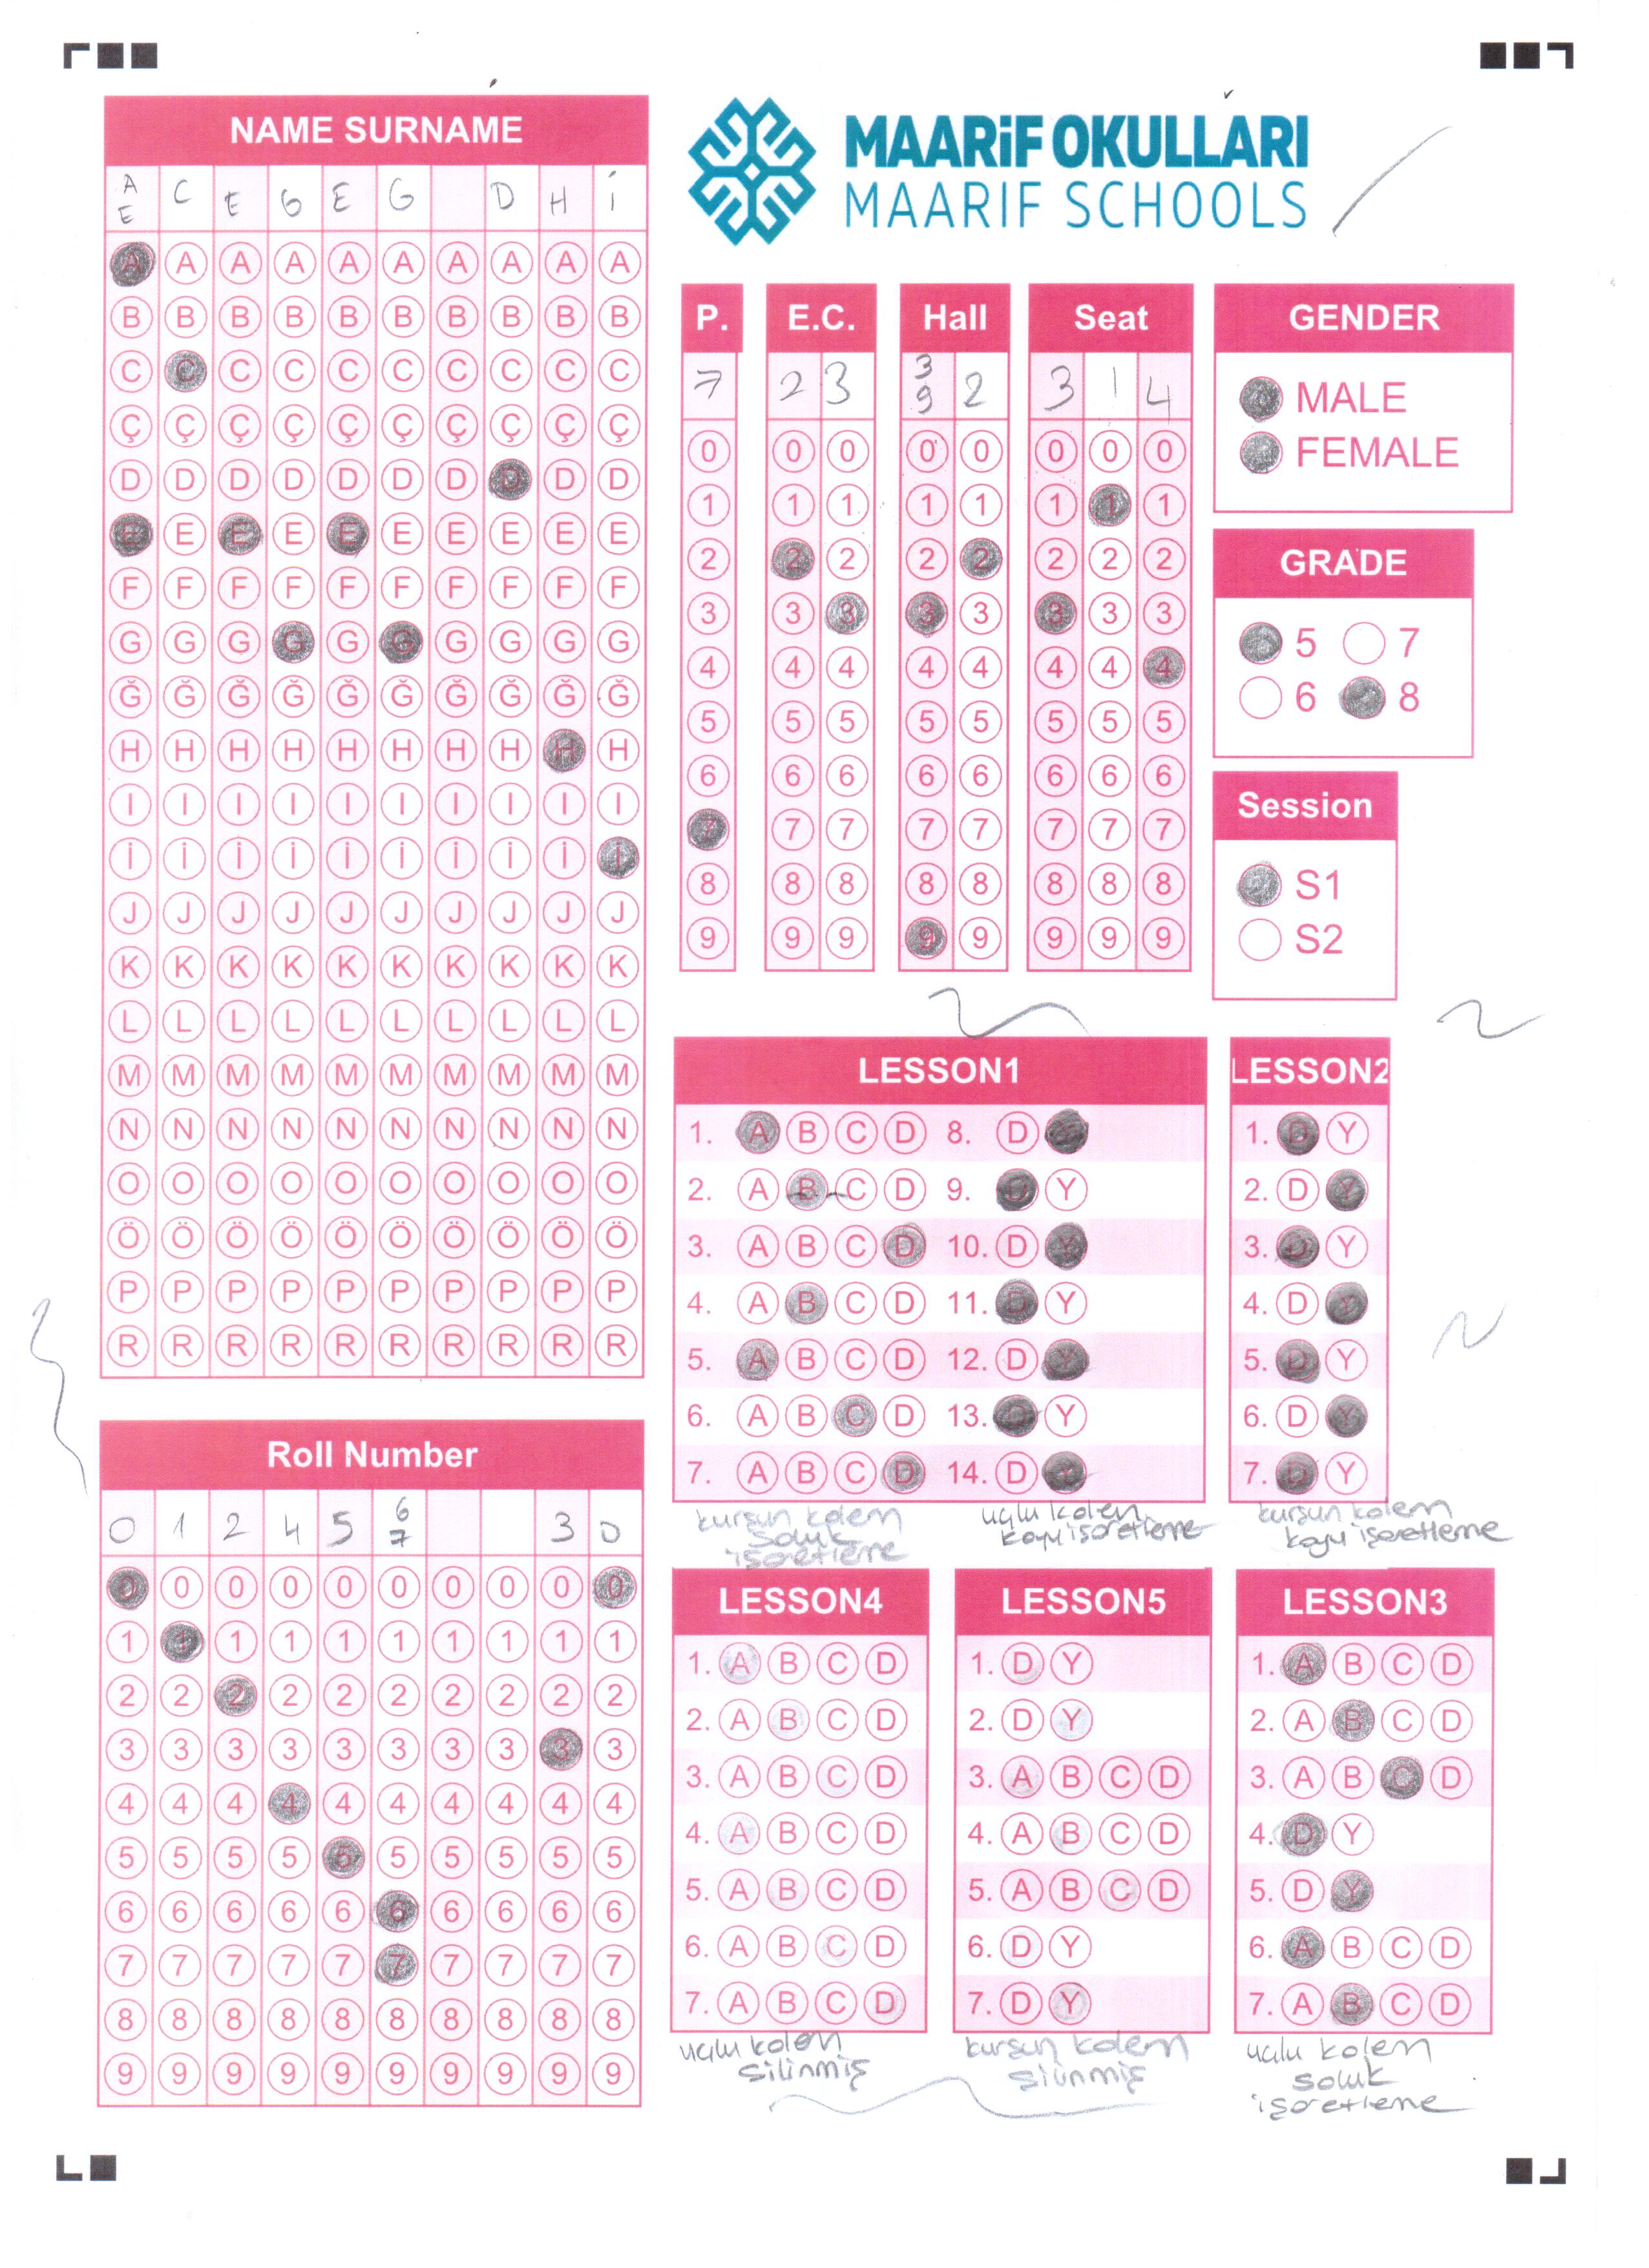 MAARİF OKULLARI
MAARIF SCHOOLS
NAME SURNAME
A C E G E G D H İ
E
A A A A A A A A A A
B B B B B B B B B B
C C C C C C C C C C
Ç Ç Ç Ç Ç Ç Ç Ç Ç Ç
D D D D D D D D D D
E E E E E E E E E E
F F F F F F F F F F
G G G G G G G G G G
Ğ Ğ Ğ Ğ Ğ Ğ Ğ Ğ Ğ Ğ
H H H H H H H H H H
I I I I I I I I I I
İ İ İ İ İ İ İ İ İ İ
J J J J J J J J J J
K K K K K K K K K K
L L L L L L L L L L
M M M M M M M M M M
N N N N N N N N N N
O O O O O O O O O O
Ö Ö Ö Ö Ö Ö Ö Ö Ö Ö
P P P P P P P P P P
R R R R R R R R R R
P. E.C. Hall Seat
7 2 3 3 2 3 1 4
9
0 0 0 0 0 0 0 0
1 1 1 1 1 1 1 1
2 2 2 2 2 2 2 2
3 3 3 3 3 3 3 3
4 4 4 4 4 4 4 4
5 5 5 5 5 5 5 5
6 6 6 6 6 6 6 6
7 7 7 7 7 7 7 7
8 8 8 8 8 8 8 8
9 9 9 9 9 9 9 9
GENDER
MALE
FEMALE
GRADE
5 7
6 8
Session
S1
S2
Roll Number
0 1 2 4 5 6 3 0
7
0 0 0 0 0 0 0 0 0 0
1 1 1 1 1 1 1 1 1 1
2 2 2 2 2 2 2 2 2 2
3 3 3 3 3 3 3 3 3 3
4 4 4 4 4 4 4 4 4 4
5 5 5 5 5 5 5 5 5 5
6 6 6 6 6 6 6 6 6 6
7 7 7 7 7 7 7 7 7 7
8 8 8 8 8 8 8 8 8 8
9 9 9 9 9 9 9 9 9 9
LESSON1
1. A B C D 8. D
2. A B C D 9. D Y
3. A B C D 10. D Y
4. A B C D 11. D Y
5. A B C D 12. D Y
6. A B C D 13. D Y
7. A B C D 14. D Y
kurşun kalem
soluk
işaretleme
uçlu kalem
koyu işaretleme
LESSON2
1. D Y
2. D Y
3. D Y
4. D Y
5. D Y
6. D Y
7. D Y
kurşun kalem
koyu işaretleme
LESSON4
1. A B C D
2. A B C D
3. A B C D
4. A B C D
5. A B C D
6. A B C D
7. A B C D
uçlu kalem
silinmiş
LESSON5
1. D Y
2. D Y
3. A B C D
4. A B C D
5. A B C D
6. D Y
7. D Y
kurşun kalem
silinmiş
LESSON3
1. A B C D
2. A B C D
3. A B C D
4. D Y
5. D Y
6. A B C D
7. A B C D
uçlu kalem
soluk
işaretleme